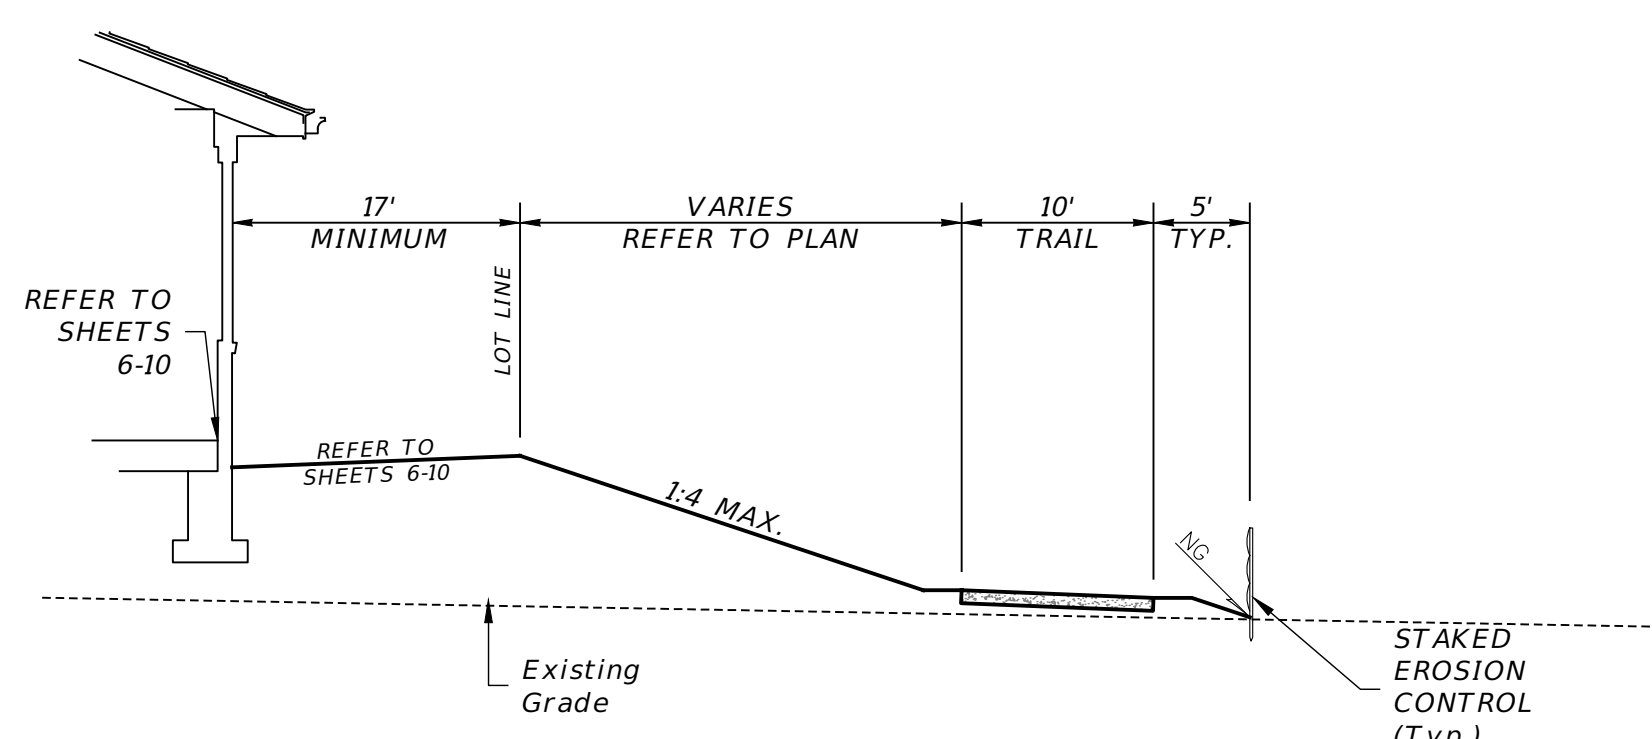 17'
MINIMUM
VARIES
REFER TO PLAN
10'
TRAIL
5'
TYP.
LOT LINE
REFER TO
SHEETS
6-10
REFER TO
SHEETS 6-10
1:4 MAX.
NG
Existing
Grade
STAKED
EROSION
CONTROL
(Typ.)